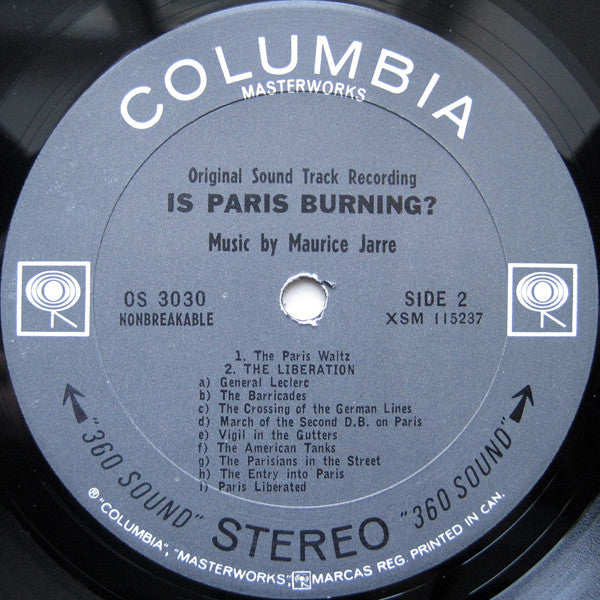 COLUMBIA
MASTERWORKS
Original Sound Track Recording
IS PARIS BURNING?
Music by Maurice Jarre
OS 3030
NONBREAKABLE
SIDE 2
XSM 115237
1. The Paris Waltz
2. THE LIBERATION
a) General Leclerc
b) The Barricades
c) The Crossing of the German Lines
d) March of the Second D.B. on Paris
e) Vigil in the Gutters
f) The American Tanks
g) The Parisians in the Street
h) The Entry into Paris
i) Paris Liberated
"360 SOUND" STEREO "360 SOUND"
® "COLUMBIA", "MASTERWORKS", MARCAS REG. PRINTED IN CAN.